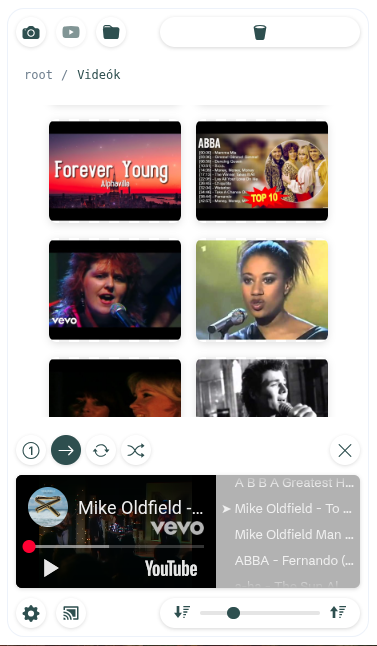 root / Videók
Forever Young
Alphaville
ABBA
TOP 10
vevo
1
A B B A Greatest H...
Mike Oldfield -...
➤ Mike Oldfield - To ...
vevo
Mike Oldfield Man ...
ABBA - Fernando (...
YouTube